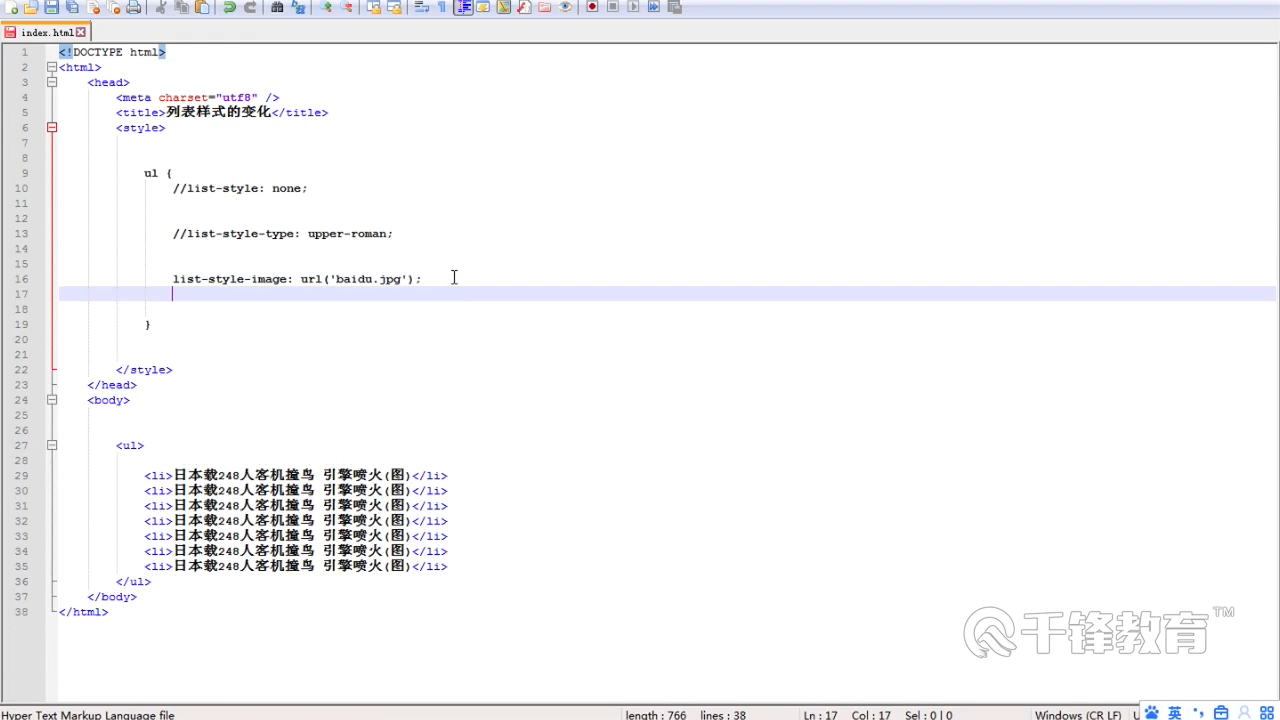 index.html
1 <!DOCTYPE html>
2 <html>
3 <head>
4 <meta charset="utf8" />
5 <title>列表样式的变化</title>
6 <style>
7
8
9 ul {
10 //list-style: none;
11
12
13 //list-style-type: upper-roman;
14
15
16 list-style-image: url('baidu.jpg');
17
18
19 }
20
21
22 </style>
23 </head>
24 <body>
25
26
27 <ul>
28
29 <li>日本载248人客机撞鸟 引擎喷火(图)</li>
30 <li>日本载248人客机撞鸟 引擎喷火(图)</li>
31 <li>日本载248人客机撞鸟 引擎喷火(图)</li>
32 <li>日本载248人客机撞鸟 引擎喷火(图)</li>
33 <li>日本载248人客机撞鸟 引擎喷火(图)</li>
34 <li>日本载248人客机撞鸟 引擎喷火(图)</li>
35 <li>日本载248人客机撞鸟 引擎喷火(图)</li>
36 </ul>
37 </body>
38 </html>
千锋教育™
Hyper Text Markup Language file length : 766 lines : 38 Ln : 17 Col : 17 Sel : 0 | 0 Windows (CR LF) 英